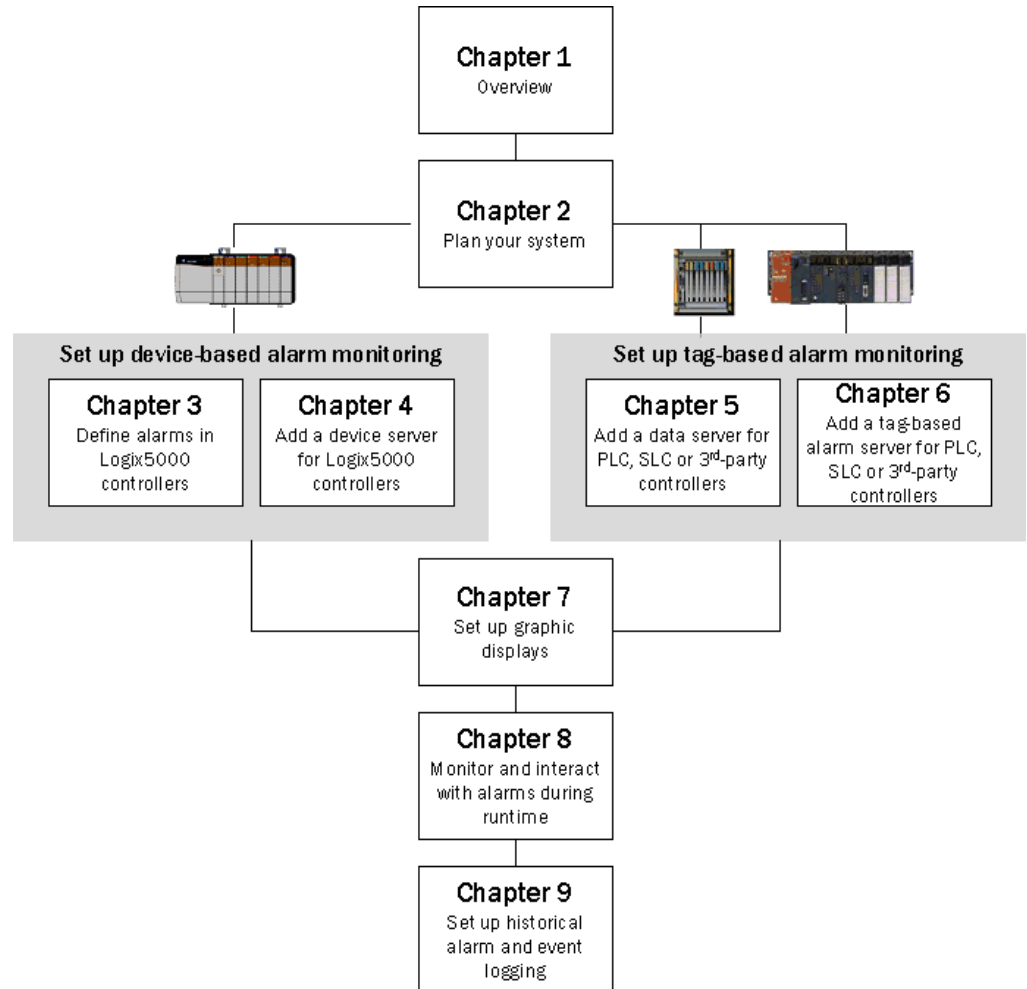 Chapter 1
Overview
Chapter 2
Plan your system
Set up device-based alarm monitoring
Chapter 3
Define alarms in
Logix5000
controllers
Chapter 4
Add a device server
for Logix5000
controllers
Set up tag-based alarm monitoring
Chapter 5
Add a data server for
PLC, SLC or 3rd-party
controllers
Chapter 6
Add a tag-based
alarm server for PLC,
SLC or 3rd-party
controllers
Chapter 7
Set up graphic
displays
Chapter 8
Monitor and interact
with alarms during
runtime
Chapter 9
Set up historical
alarm and event
logging